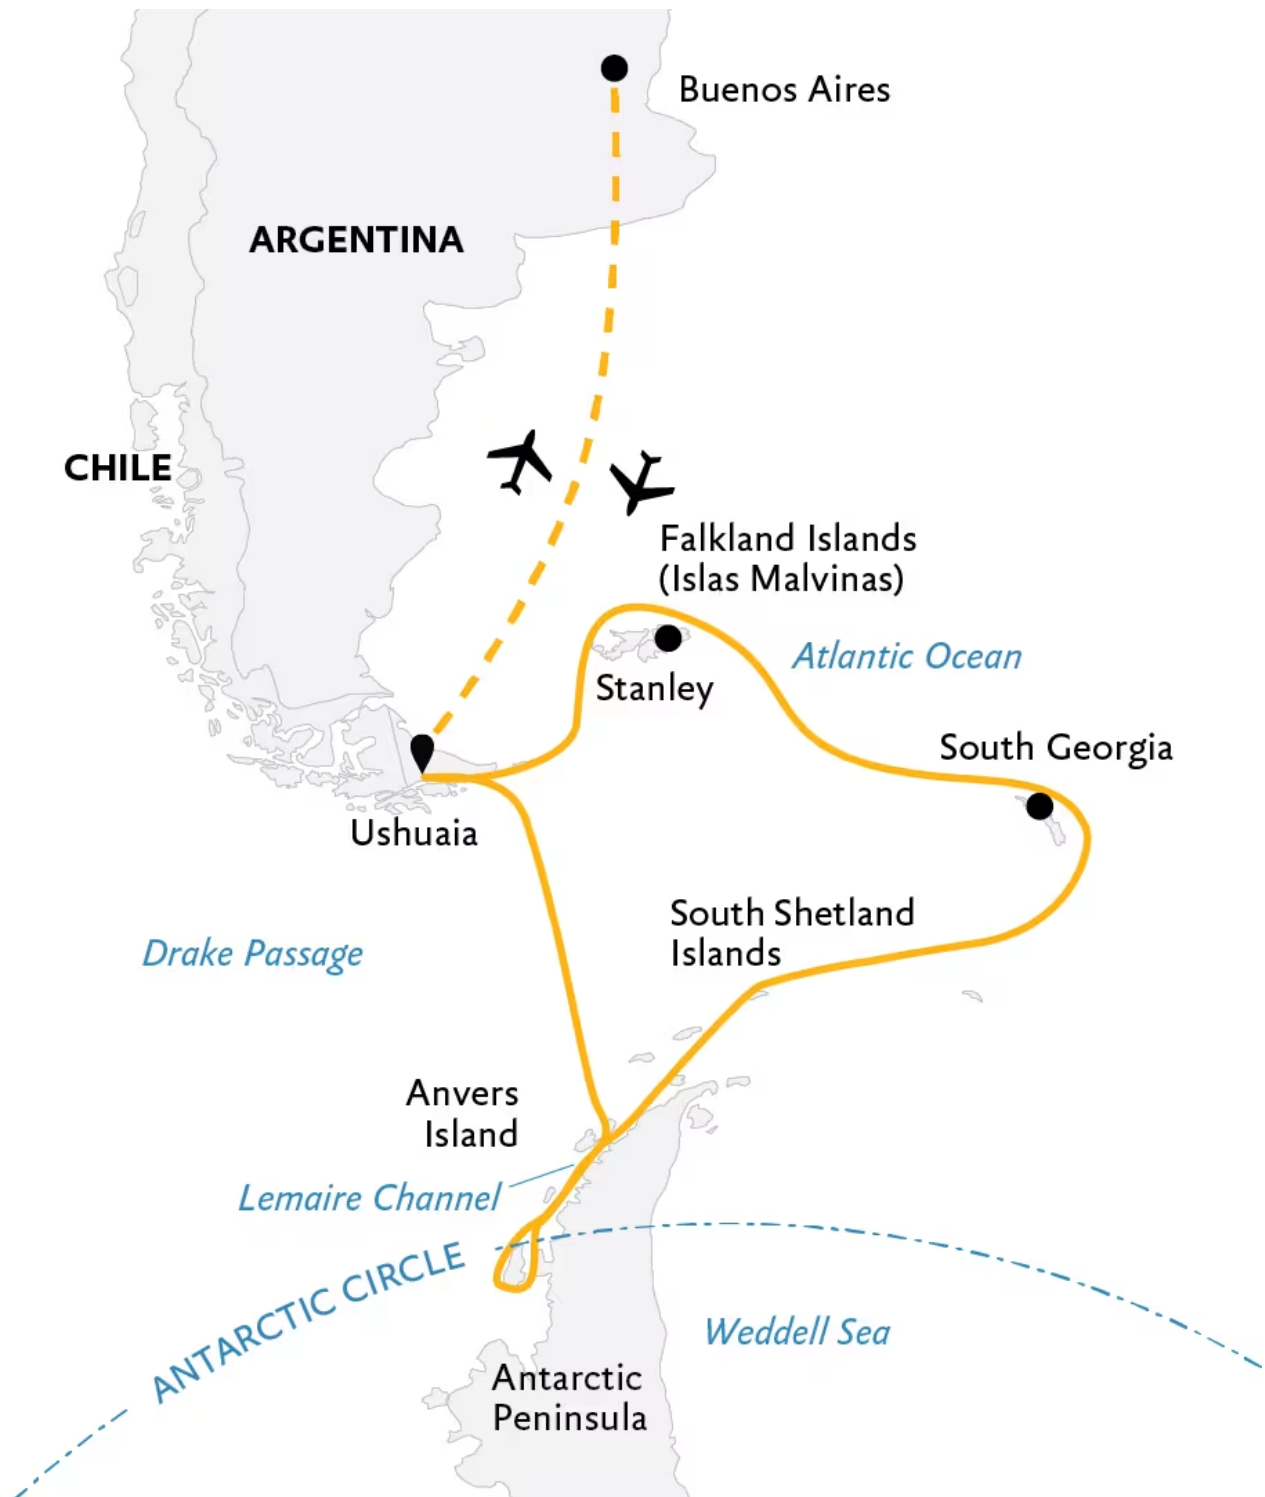 Buenos Aires
ARGENTINA
CHILE
Falkland Islands
(Islas Malvinas)
Atlantic Ocean
Stanley
South Georgia
Ushuaia
South Shetland
Islands
Drake Passage
Anvers
Island
Lemaire Channel
ANTARCTIC CIRCLE
Weddell Sea
Antarctic
Peninsula